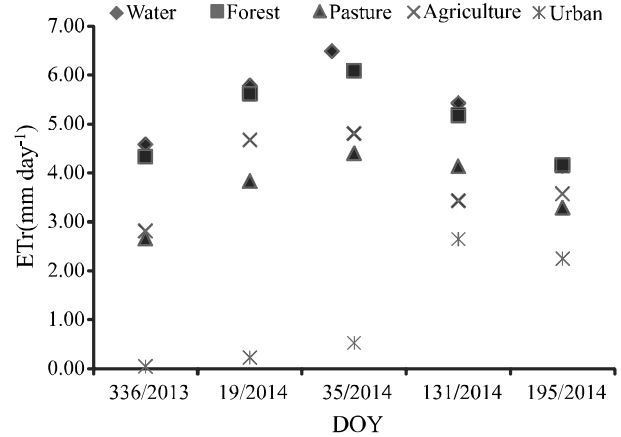 Water Forest Pasture Agriculture Urban
7.00
6.00
5.00
4.00
3.00
2.00
1.00
0.00
ETr(mm day-1)
336/2013 19/2014 35/2014 131/2014 195/2014
DOY